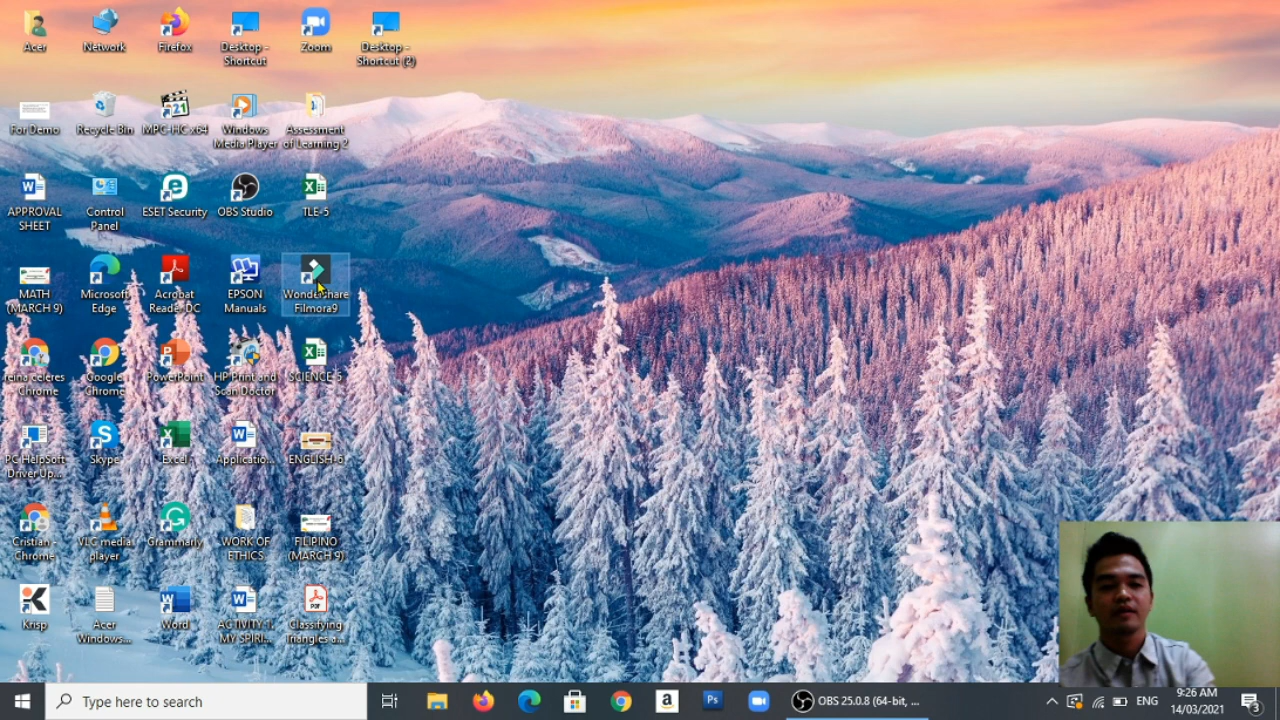 Acer
Network
Firefox
Desktop -
Shortcut
Zoom
Desktop -
Shortcut (2)
For Demo
Recycle Bin
MPC-HC x64
Windows
Media Player
Assessment
of Learning 2
APPROVAL
SHEET
Control
Panel
ESET Security
OBS Studio
TLE-5
MATH
(MARCH 9)
Microsoft
Edge
Acrobat
Reader DC
EPSON
Manuals
Wondershare
Filmora9
reina celeres
- Chrome
Google
Chrome
PowerPoint
HP Print and
Scan Doctor
SCIENCE-5
PC HelpSoft
Driver Up...
Skype
Excel
Applicatio...
ENGLISH-5
Cristian -
Chrome
VLC media
player
Grammarly
WORK OF
ETHICS
FILIPINO
(MARCH 9)
Krisp
Acer
Windows...
Word
ACTIVITY 1,
MY SPIRI...
Classifying
Triangles a...
Type here to search
OBS 25.0.8 (64-bit, ...
ENG
9:26 AM
14/03/2021
3